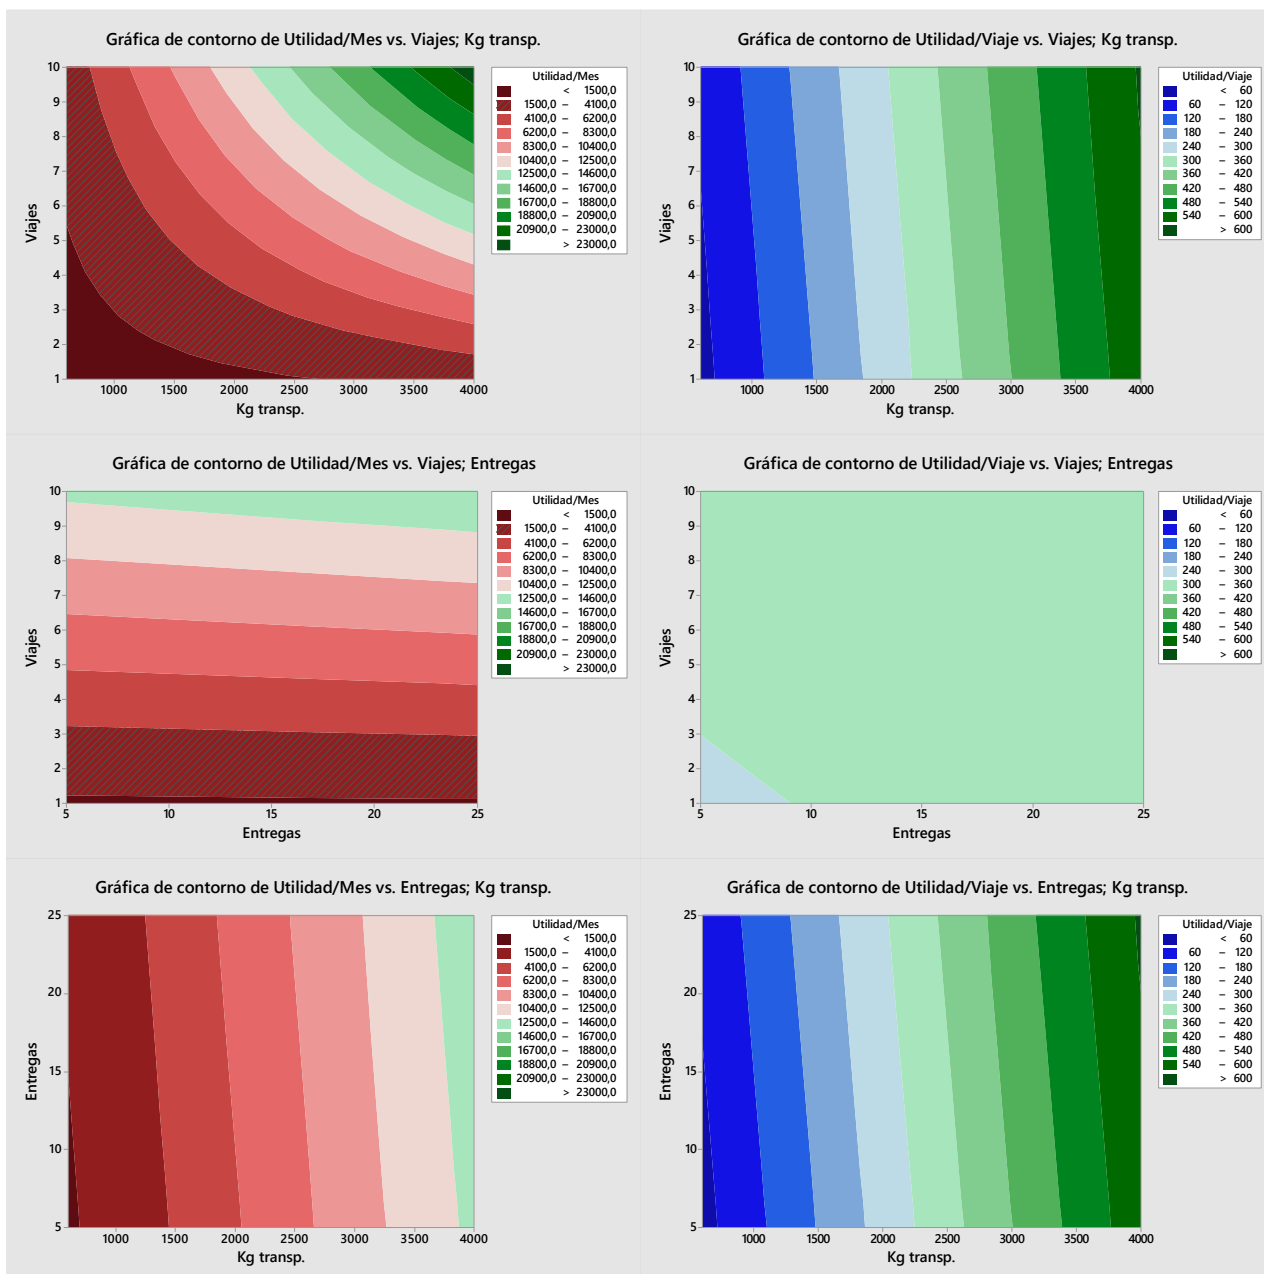 Gráfica de contorno de Utilidad/Mes vs. Viajes; Kg transp.
Utilidad/Mes
< 1500,0
1500,0 – 4100,0
4100,0 – 6200,0
6200,0 – 8300,0
8300,0 – 10400,0
10400,0 – 12500,0
12500,0 – 14600,0
14600,0 – 16700,0
16700,0 – 18800,0
18800,0 – 20900,0
20900,0 – 23000,0
> 23000,0
10
9
8
7
6
5
4
3
2
1
Viajes
1000 1500 2000 2500 3000 3500 4000
Kg transp.
Gráfica de contorno de Utilidad/Viaje vs. Viajes; Kg transp.
Utilidad/Viaje
< 60
60 – 120
120 – 180
180 – 240
240 – 300
300 – 360
360 – 420
420 – 480
480 – 540
540 – 600
> 600
10
9
8
7
6
5
4
3
2
1
Viajes
1000 1500 2000 2500 3000 3500 4000
Kg transp.
Gráfica de contorno de Utilidad/Mes vs. Viajes; Entregas
Utilidad/Mes
< 1500,0
1500,0 – 4100,0
4100,0 – 6200,0
6200,0 – 8300,0
8300,0 – 10400,0
10400,0 – 12500,0
12500,0 – 14600,0
14600,0 – 16700,0
16700,0 – 18800,0
18800,0 – 20900,0
20900,0 – 23000,0
> 23000,0
10
9
8
7
6
5
4
3
2
1
Viajes
5 10 15 20 25
Entregas
Gráfica de contorno de Utilidad/Viaje vs. Viajes; Entregas
Utilidad/Viaje
< 60
60 – 120
120 – 180
180 – 240
240 – 300
300 – 360
360 – 420
420 – 480
480 – 540
540 – 600
> 600
10
9
8
7
6
5
4
3
2
1
Viajes
5 10 15 20 25
Entregas
Gráfica de contorno de Utilidad/Mes vs. Entregas; Kg transp.
Utilidad/Mes
< 1500,0
1500,0 – 4100,0
4100,0 – 6200,0
6200,0 – 8300,0
8300,0 – 10400,0
10400,0 – 12500,0
12500,0 – 14600,0
14600,0 – 16700,0
16700,0 – 18800,0
18800,0 – 20900,0
20900,0 – 23000,0
> 23000,0
25
20
15
10
5
Entregas
1000 1500 2000 2500 3000 3500 4000
Kg transp.
Gráfica de contorno de Utilidad/Viaje vs. Entregas; Kg transp.
Utilidad/Viaje
< 60
60 – 120
120 – 180
180 – 240
240 – 300
300 – 360
360 – 420
420 – 480
480 – 540
540 – 600
> 600
25
20
15
10
5
Entregas
1000 1500 2000 2500 3000 3500 4000
Kg transp.